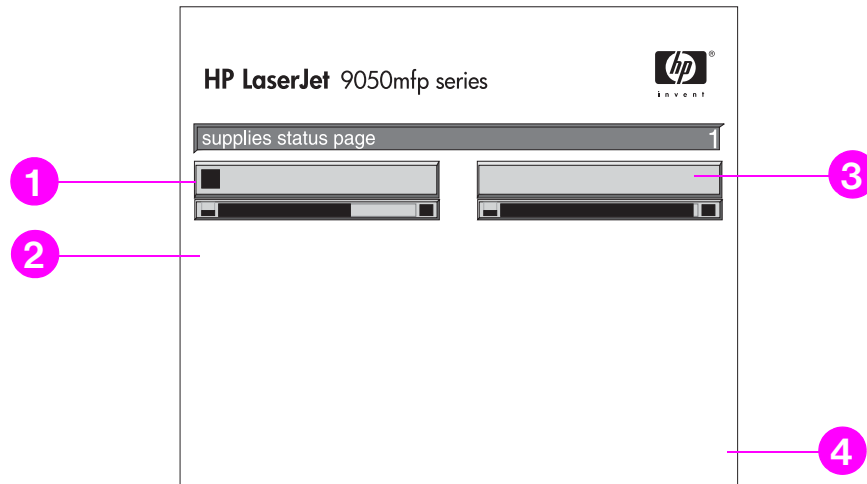 HP LaserJet 9050mfp series
hp ®
invent
supplies status page 1
1
3
2
4